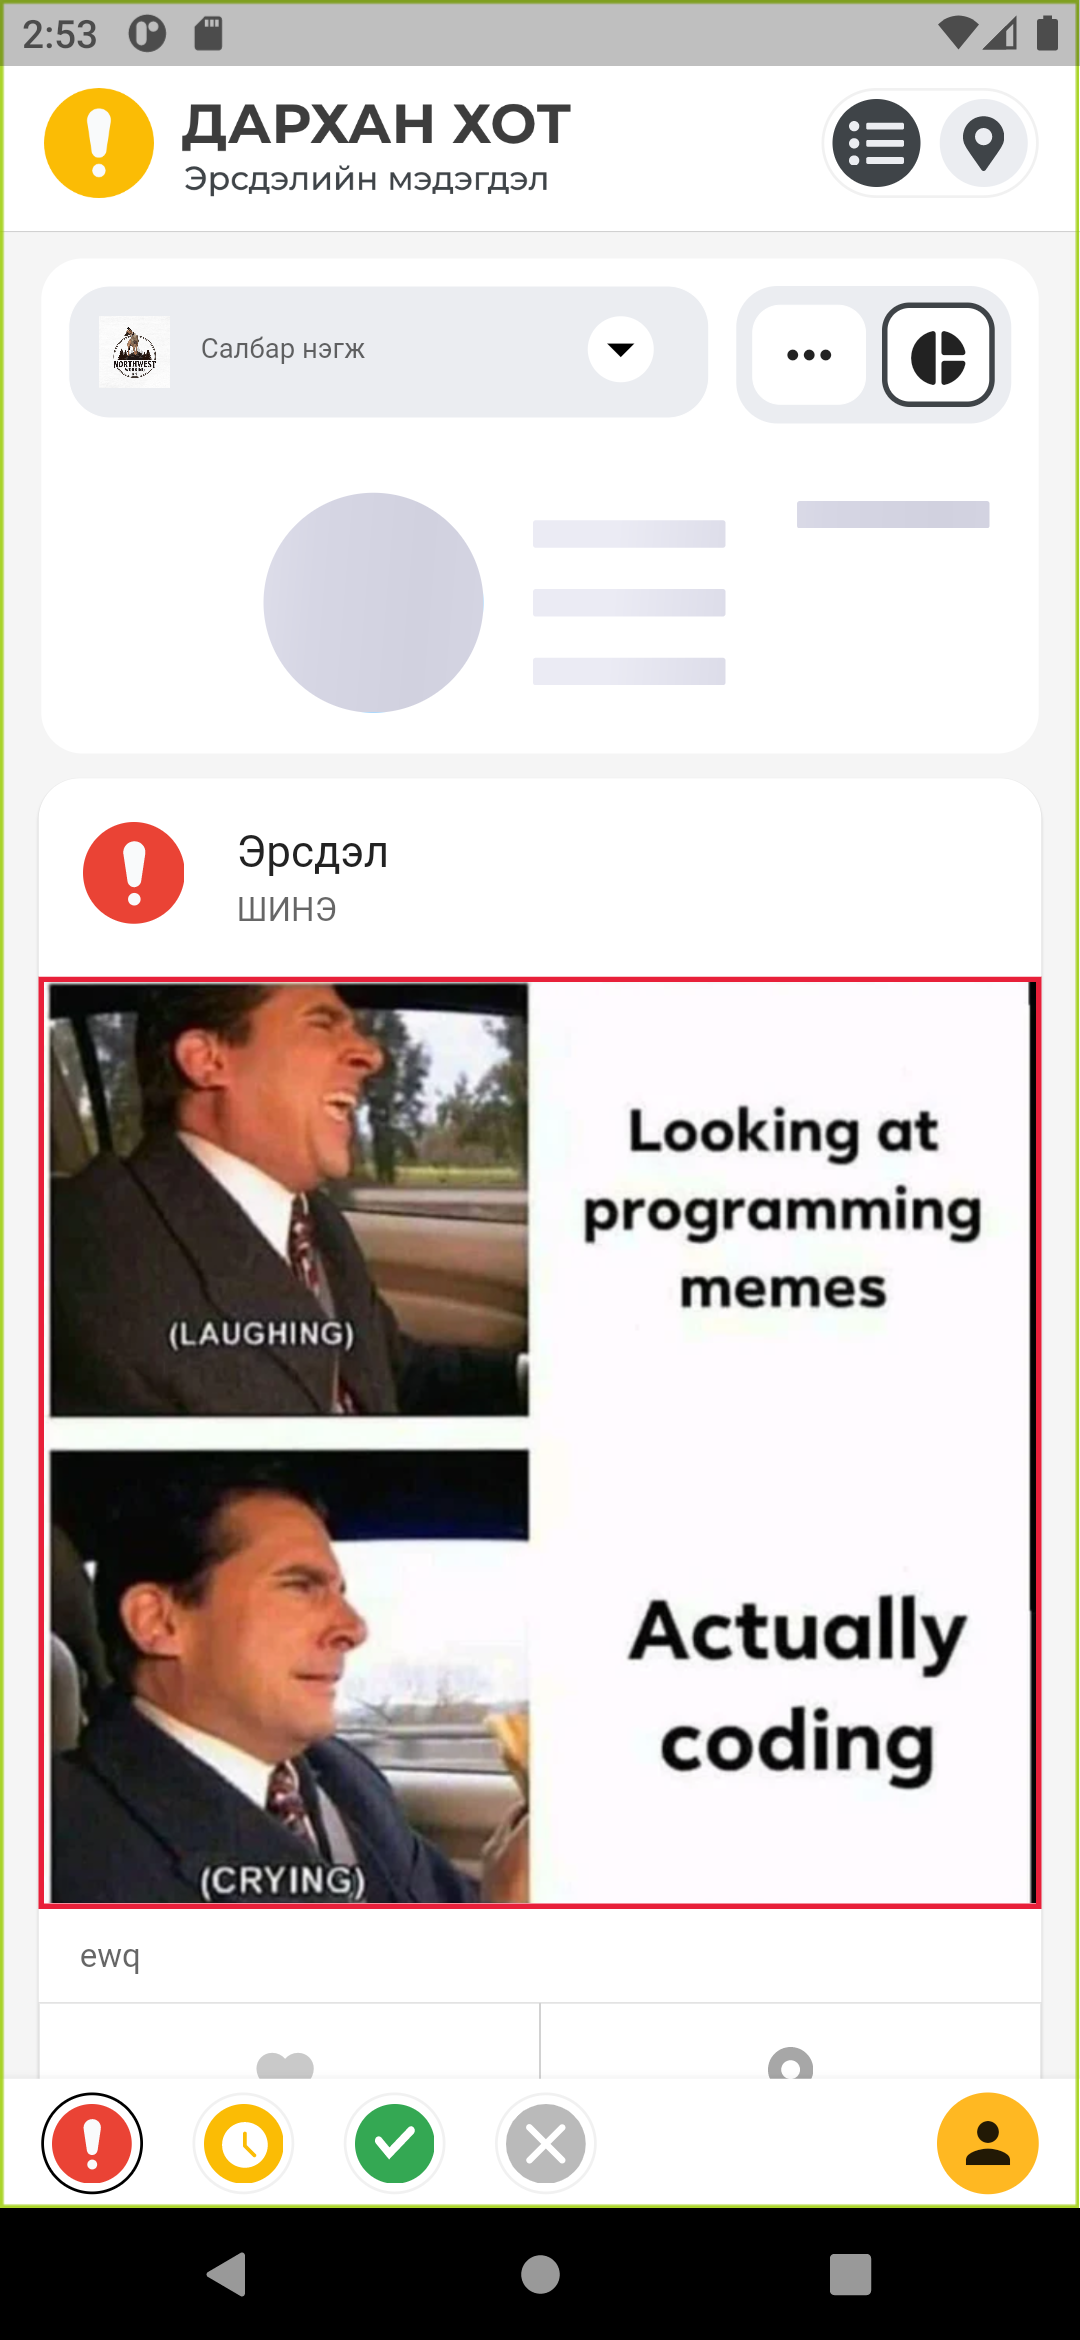 2:53
ДАРХАН ХОТ
Эрсдэлийн мэдэгдэл
NORTHWEST
Салбар нэгж
Эрсдэл
ШИНЭ
Looking at
programming
memes
(LAUGHING)
Actually
coding
(CRYING)
ewq